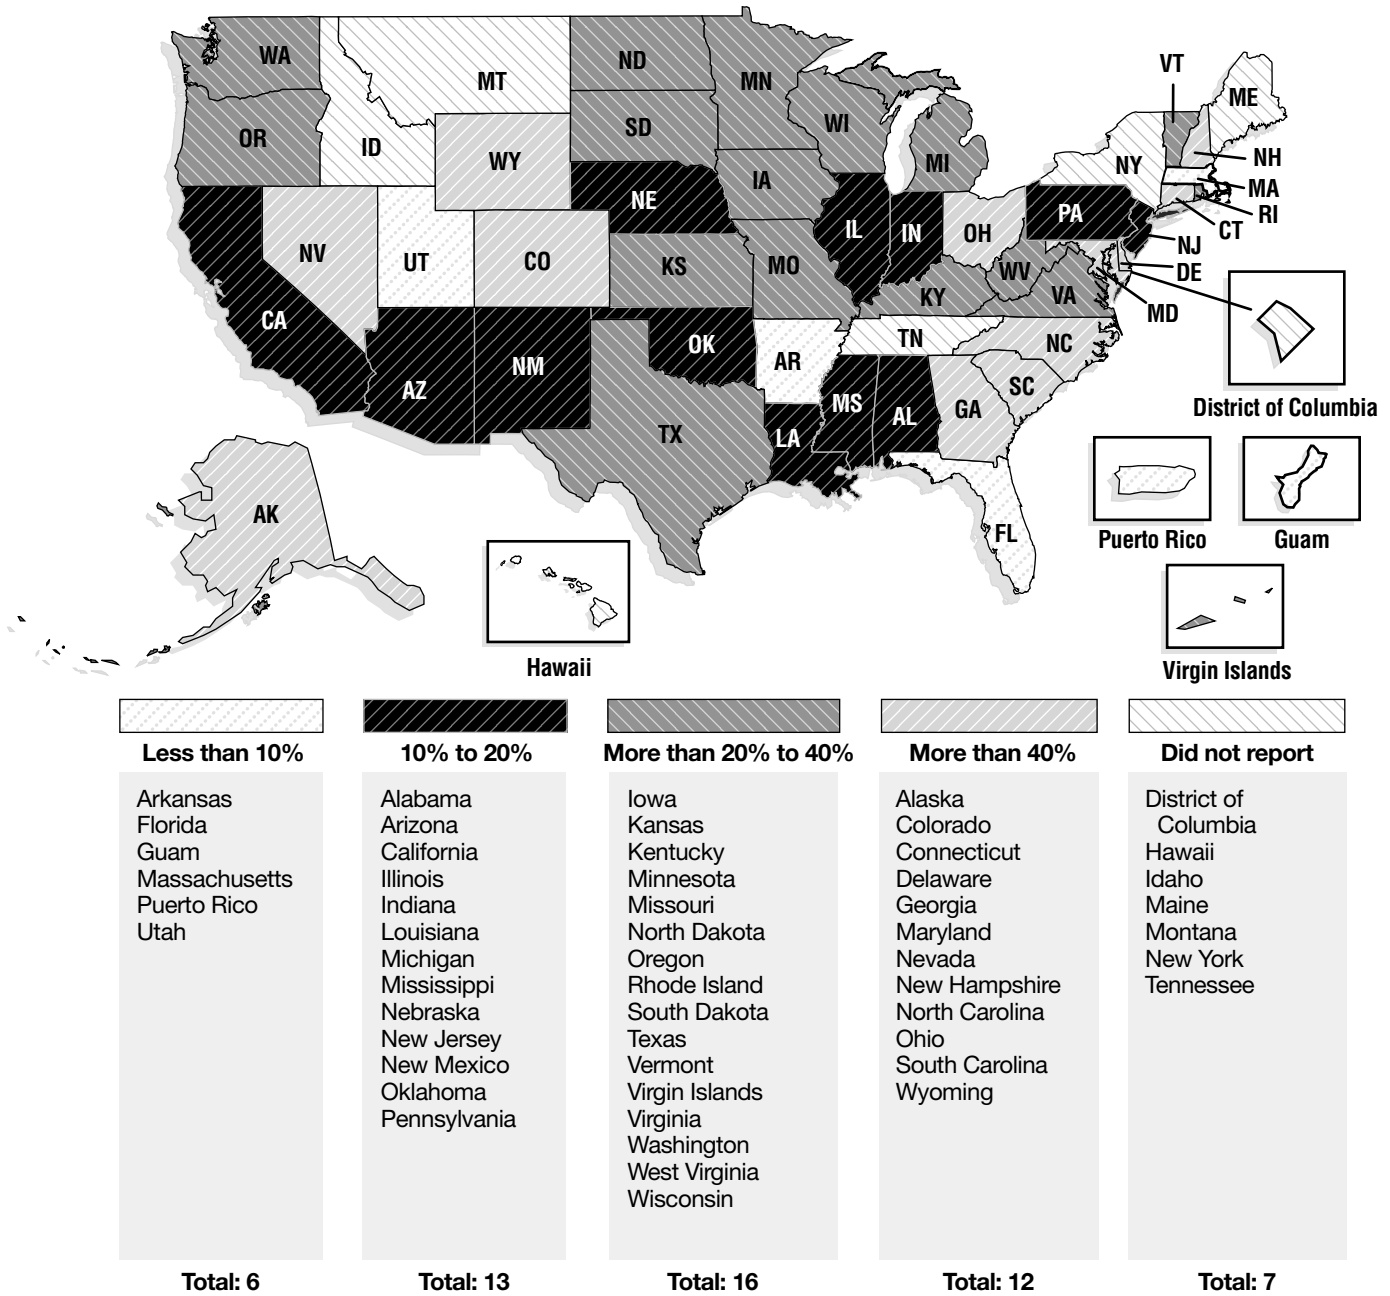 WA
MT
ND
MN
VT
ME
OR
ID
SD
WI
WY
MI
NY
NH
IA
MA
NE
PA
RI
IL
IN
OH
CT
NV
UT
CO
NJ
KS
MO
WV
DE
KY
VA
MD
CA
TN
NC
OK
NM
AR
AZ
SC
MS
GA
AL
District of Columbia
TX
LA
AK
FL
Puerto Rico
Guam
Hawaii
Virgin Islands
Less than 10%
Arkansas
Florida
Guam
Massachusetts
Puerto Rico
Utah
Total: 6
10% to 20%
Alabama
Arizona
California
Illinois
Indiana
Louisiana
Michigan
Mississippi
Nebraska
New Jersey
New Mexico
Oklahoma
Pennsylvania
Total: 13
More than 20% to 40%
Iowa
Kansas
Kentucky
Minnesota
Missouri
North Dakota
Oregon
Rhode Island
South Dakota
Texas
Vermont
Virgin Islands
Virginia
Washington
West Virginia
Wisconsin
Total: 16
More than 40%
Alaska
Colorado
Connecticut
Delaware
Georgia
Maryland
Nevada
New Hampshire
North Carolina
Ohio
South Carolina
Wyoming
Total: 12
Did not report
District of
Columbia
Hawaii
Idaho
Maine
Montana
New York
Tennessee
Total: 7